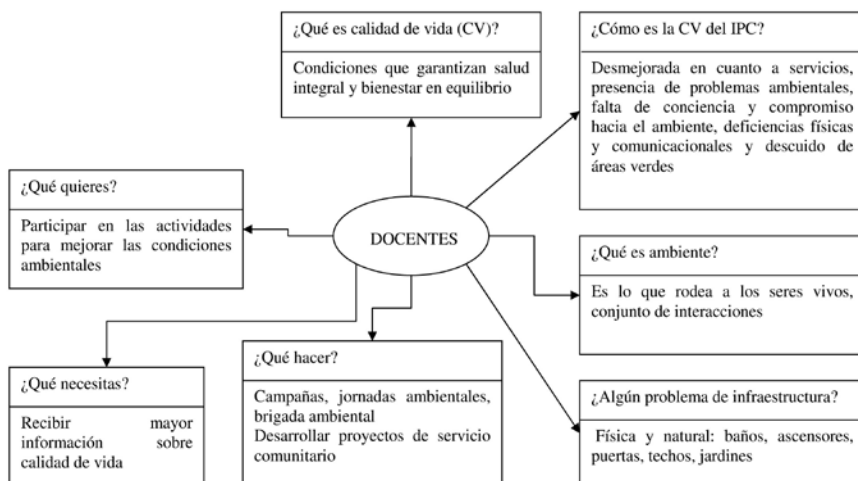 ¿Qué es calidad de vida (CV)?
Condiciones que garantizan salud
integral y bienestar en equilibrio
¿Cómo es la CV del IPC?
Desmejorada en cuanto a servicios,
presencia de problemas ambientales,
falta de conciencia y compromiso
hacia el ambiente, deficiencias físicas
y comunicacionales y descuido de
áreas verdes
¿Qué quieres?
Participar en las actividades
para mejorar las condiciones
ambientales
DOCENTES
¿Qué es ambiente?
Es lo que rodea a los seres vivos,
conjunto de interacciones
¿Qué necesitas?
Recibir mayor
información sobre
calidad de vida
¿Qué hacer?
Campañas, jornadas ambientales,
brigada ambiental
Desarrollar proyectos de servicio
comunitario
¿Algún problema de infraestructura?
Física y natural: baños, ascensores,
puertas, techos, jardines